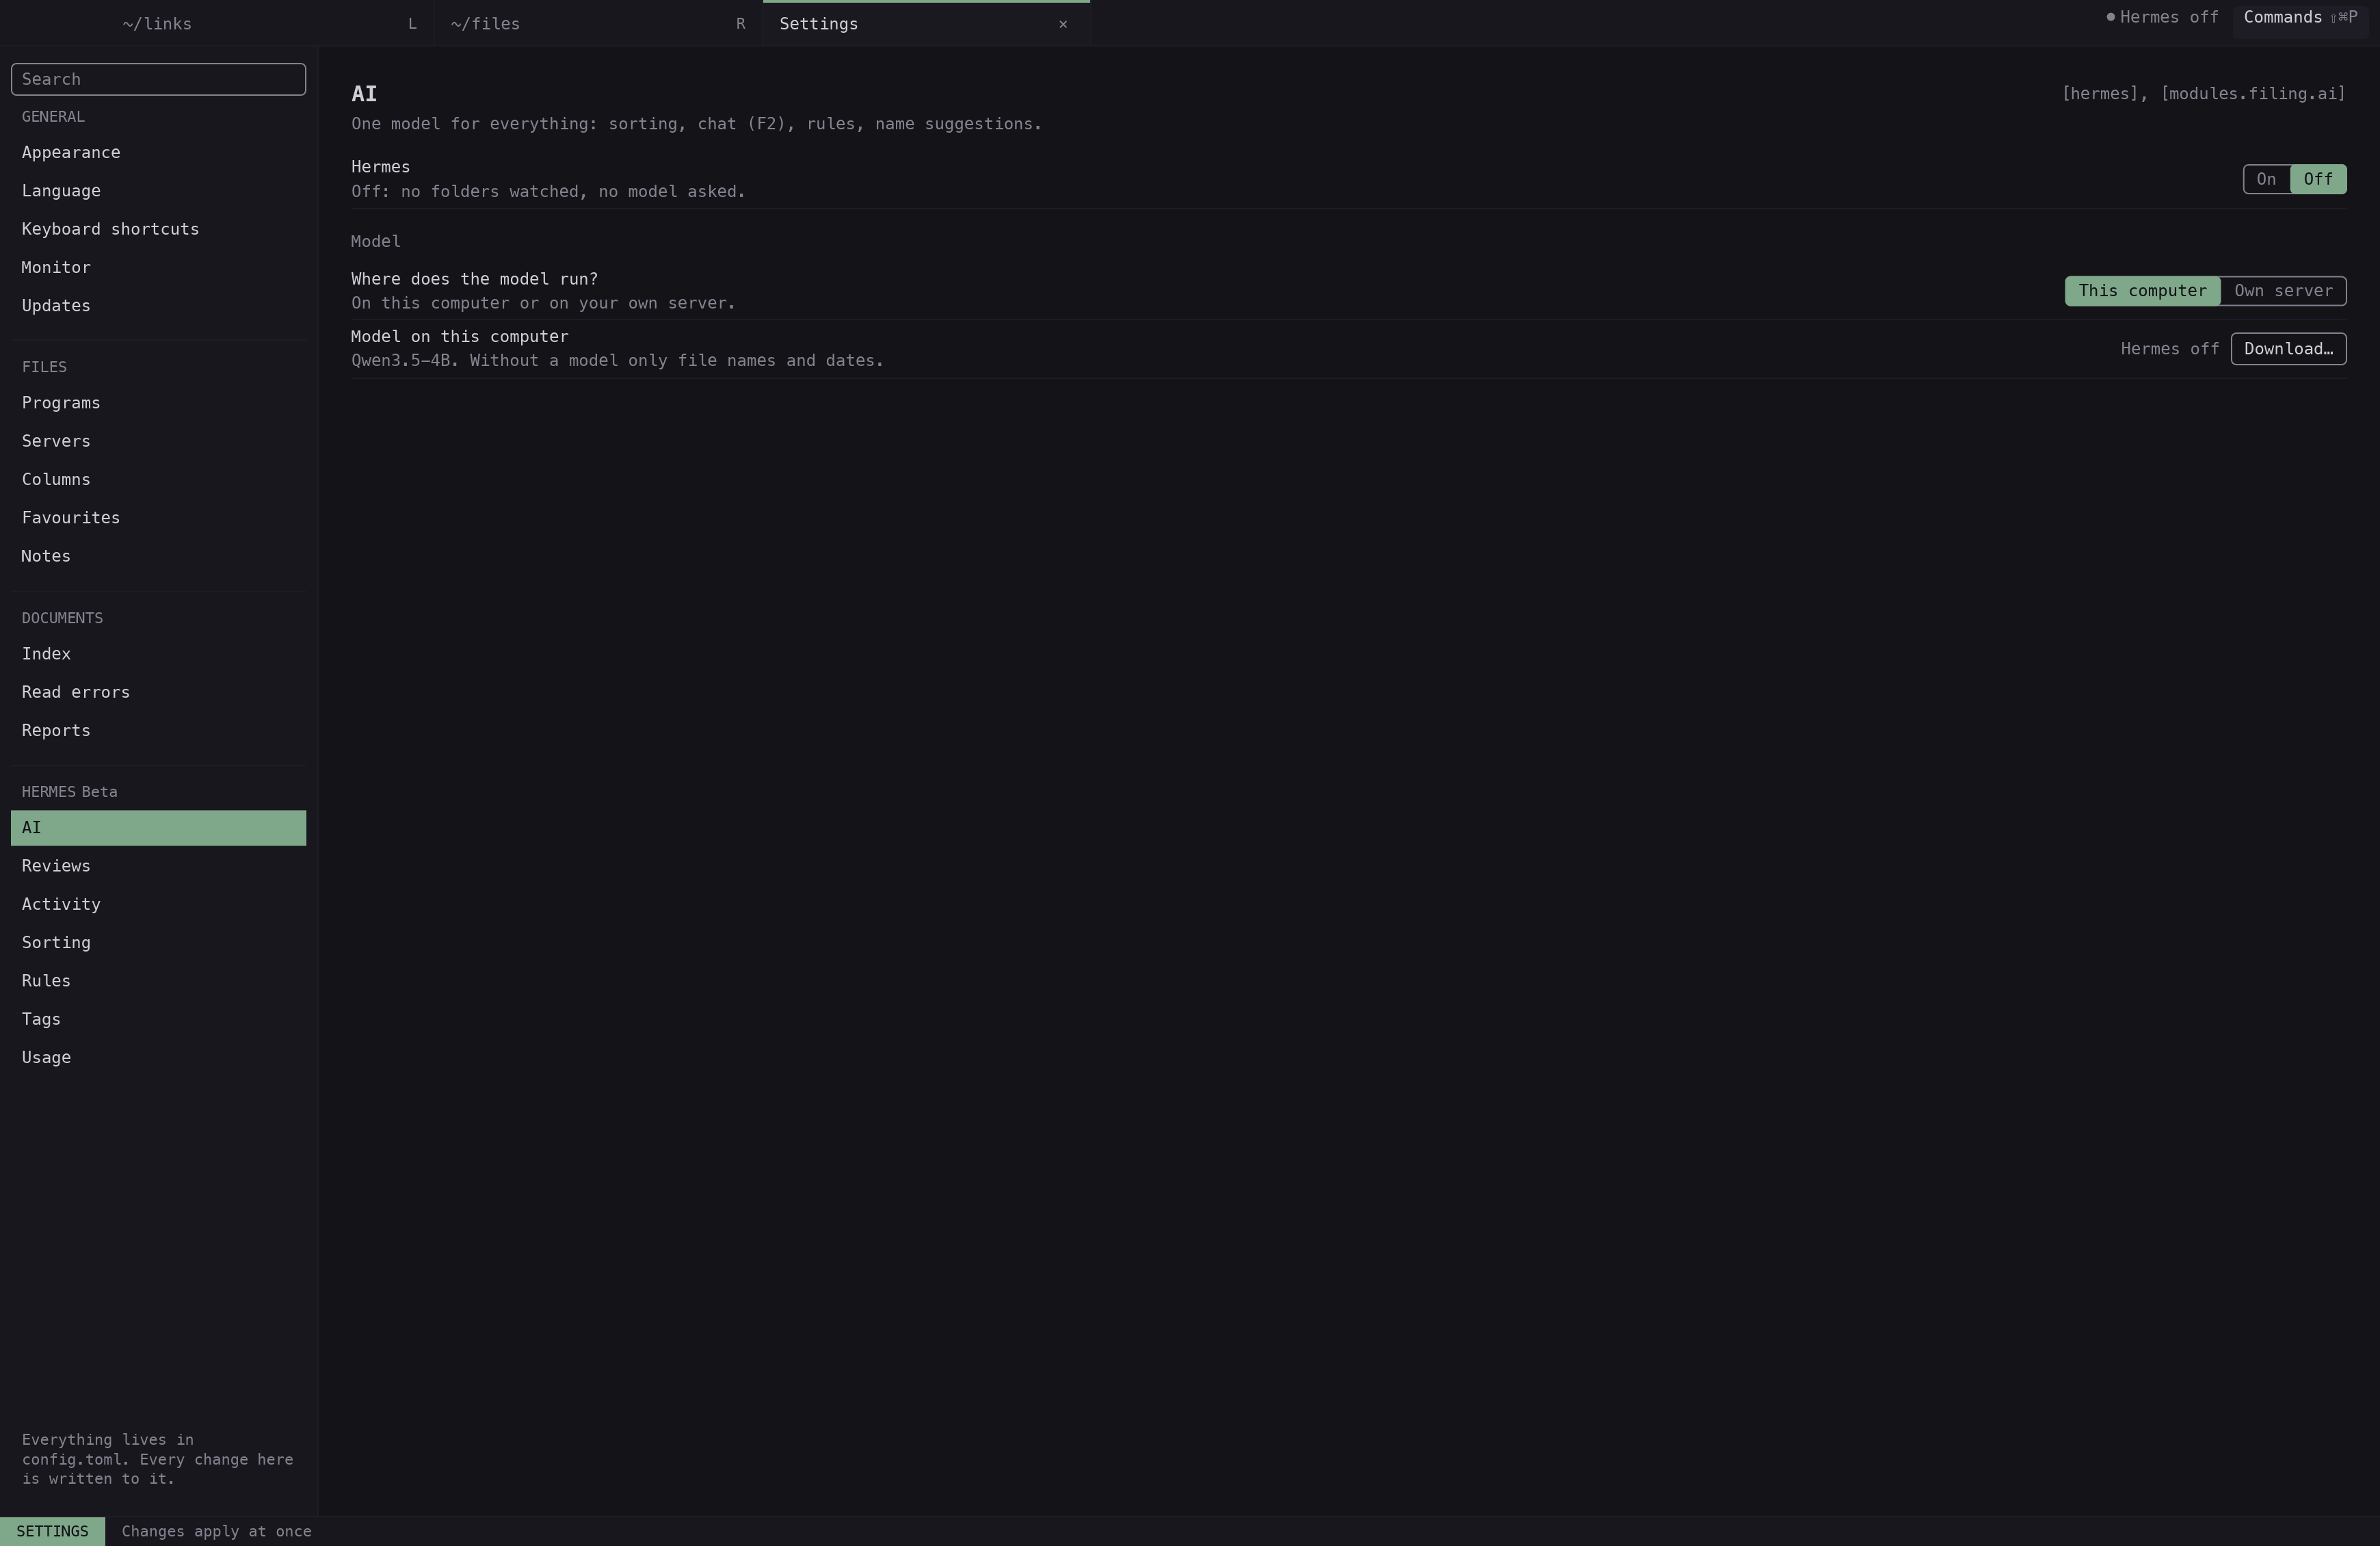 ~/links L ~/files R Settings × Hermes off Commands ⇧⌘P
Search
GENERAL
Appearance
Language
Keyboard shortcuts
Monitor
Updates
FILES
Programs
Servers
Columns
Favourites
Notes
DOCUMENTS
Index
Read errors
Reports
HERMES Beta
AI
Reviews
Activity
Sorting
Rules
Tags
Usage
Everything lives in
config.toml. Every change here
is written to it.
AI [hermes], [modules.filing.ai]
One model for everything: sorting, chat (F2), rules, name suggestions.
Hermes
Off: no folders watched, no model asked.
On Off
Model
Where does the model run?
On this computer or on your own server.
This computer Own server
Model on this computer
Qwen3.5–4B. Without a model only file names and dates.
Hermes off Download…
SETTINGS Changes apply at once